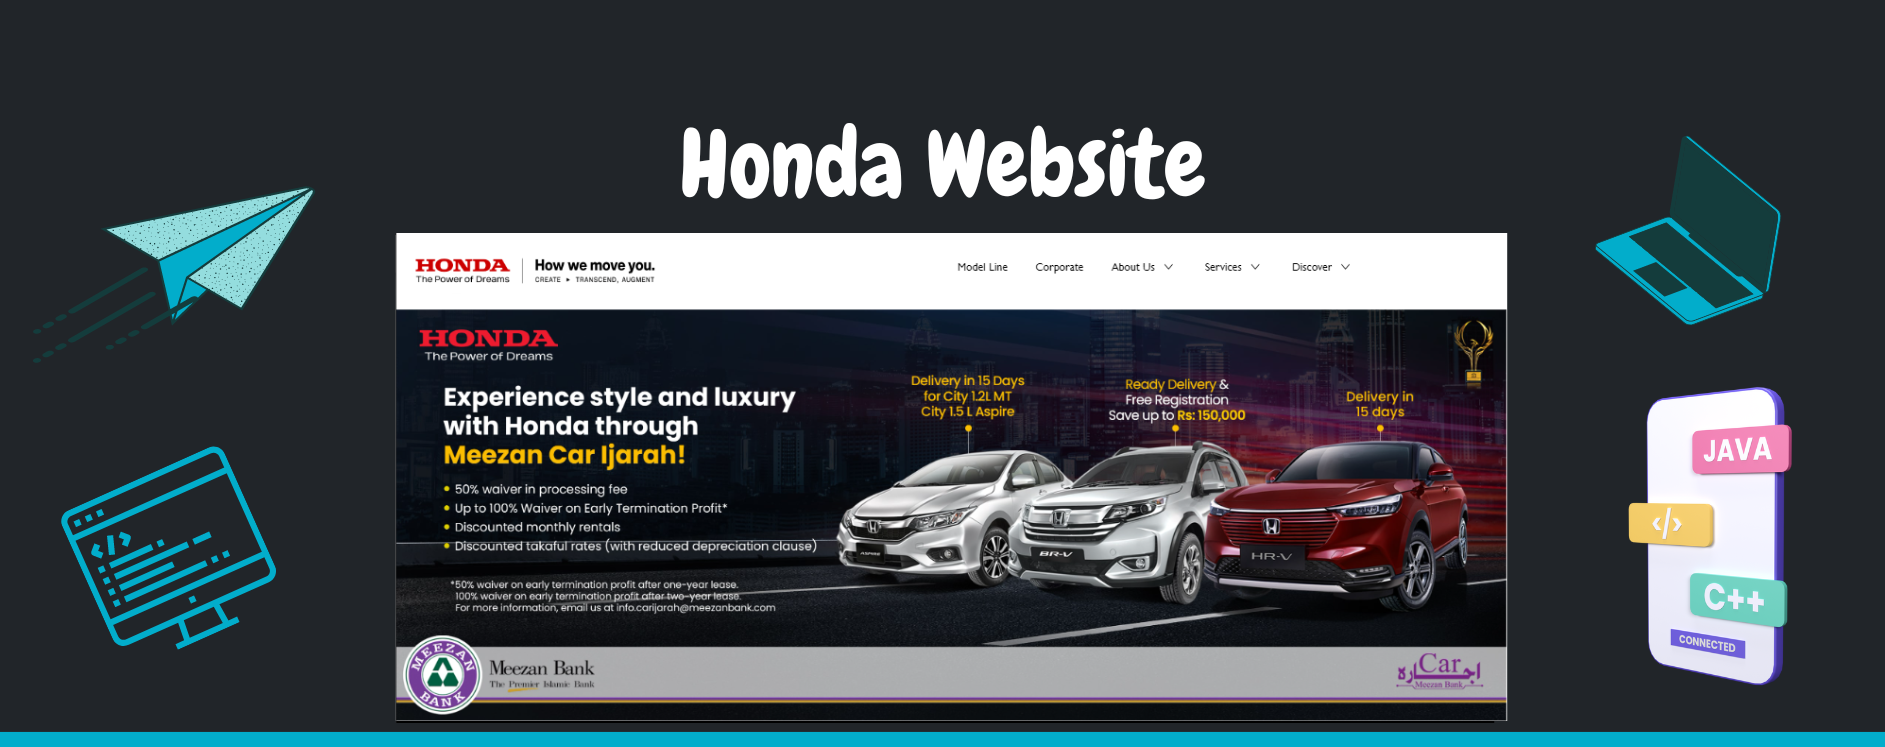 Honda Website
HONDA
The Power of Dreams
How we move you.
CREATE ▸ TRANSCEND, AUGMENT
Model Line
Corporate
About Us
Services
Discover
HONDA
The Power of Dreams
Experience style and luxury
with Honda through
Meezan Car Ijarah!
• 50% waiver in processing fee
• Up to 100% Waiver on Early Termination Profit*
• Discounted monthly rentals
• Discounted takaful rates (with reduced depreciation clause)
*50% waiver on early termination profit after one-year lease.
100% waiver on early termination profit after two-year lease.
For more information, email us at info.carijarah@meezanbank.com
Delivery in 15 Days
for City 1.2L MT
City 1.5 L Aspire
Ready Delivery &
Free Registration
Save up to Rs: 150,000
Delivery in
15 days
ASPIRE
BR-V
HR-V
MEEZAN
BANK
Meezan Bank
The Premier Islamic Bank
Car اجاره
Meezan Bank
JAVA
</>
C++
CONNECTED
</>